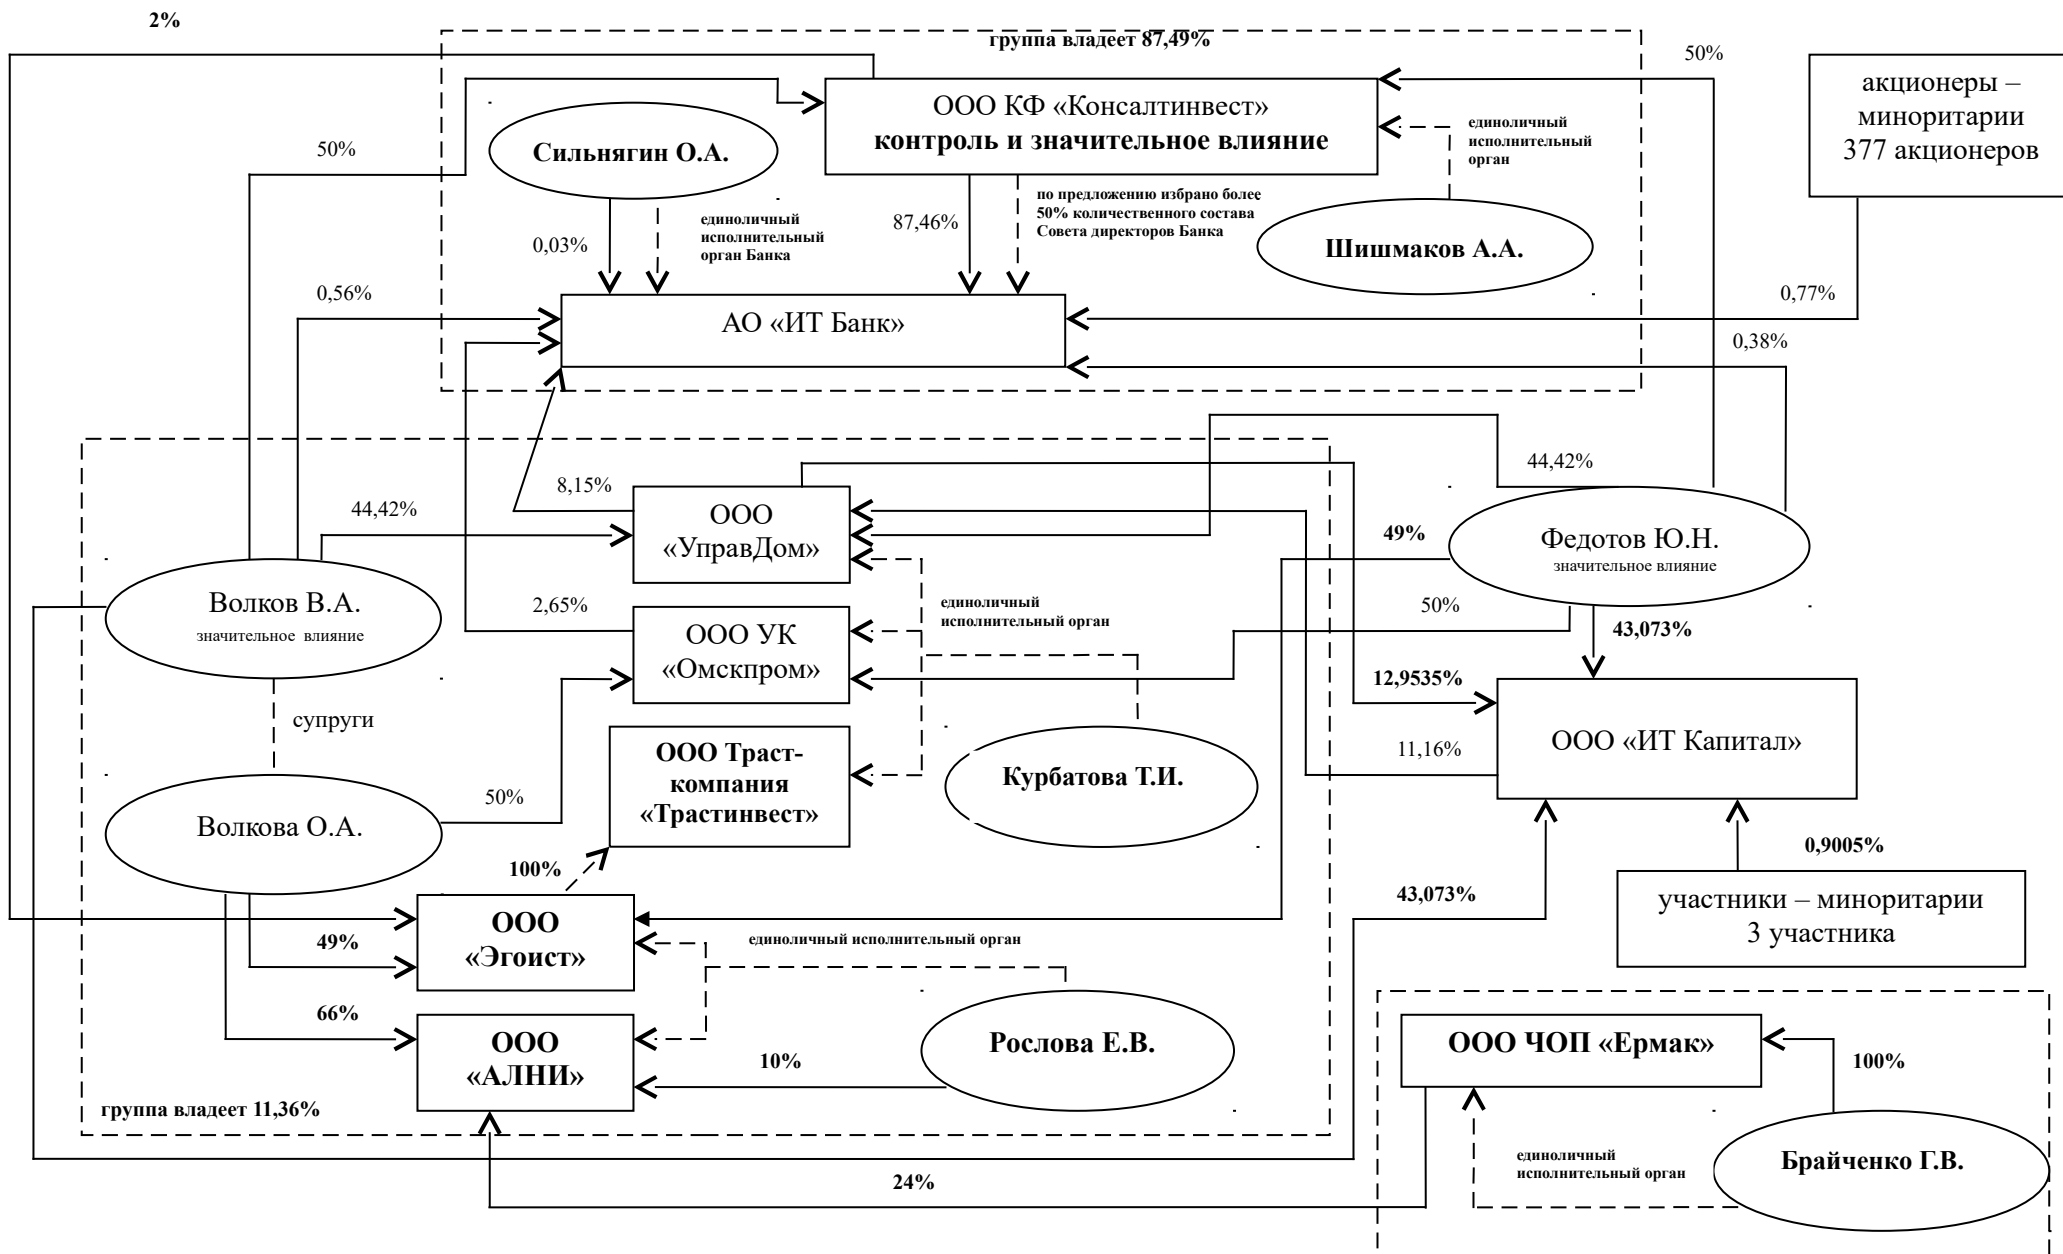 2%
группа владеет 87,49%
50%
ООО КФ «Консалтинвест»
контроль и значительное влияние
акционеры –
миноритарии
377 акционеров
Сильнягин О.А.
50%
единоличный
исполнительный
орган
0,03%
единоличный
исполнительный
орган Банка
87,46%
по предложению избрано более
50% количественного состава
Совета директоров Банка
Шишмаков А.А.
0,56%
АО «ИТ Банк»
0,77%
0,38%
8,15%
44,42%
44,42%
ООО
«УправДом»
49%
Федотов Ю.Н.
значительное влияние
Волков В.А.
значительное влияние
2,65%
ООО УК
«Омскпром»
единоличный
исполнительный орган
50%
43,073%
12,9535%
супруги
ООО Траст-
компания
«Трастинвест»
Курбатова Т.И.
11,16%
ООО «ИТ Капитал»
50%
Волкова О.А.
100%
0,9005%
43,073%
участники – миноритарии
3 участника
ООО
«Эгоист»
49%
единоличный исполнительный орган
66%
ООО
«АЛНИ»
10%
Рослова Е.В.
ООО ЧОП «Ермак»
100%
группа владеет 11,36%
единоличный
исполнительный орган
Брайченко Г.В.
24%